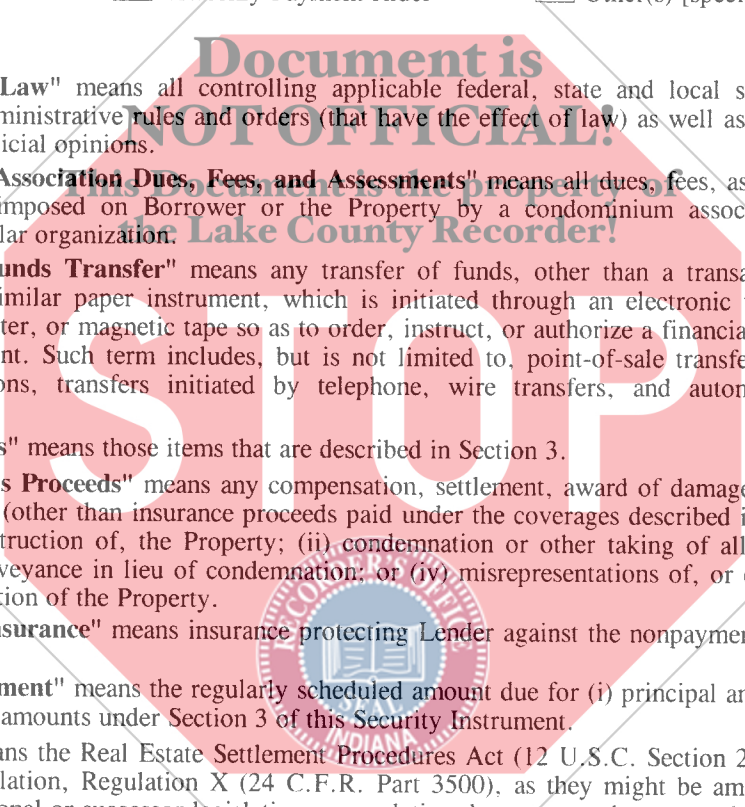 Document is
Law" means all controlling applicable federal, state and local s
ministrative rules and orders (that have the effect of law) as well as
NOT OFFICIAL!
icial opinions.
Association Dues, Fees, and Assessments" means all dues, fees, as
This Document is the property of
imposed on Borrower or the Property by a condominium assoc
lar organization.
the Lake County Recorder!
unds Transfer" means any transfer of funds, other than a transa
imilar paper instrument, which is initiated through an electronic
ter, or magnetic tape so as to order, instruct, or authorize a financia
nt. Such term includes, but is not limited to, point-of-sale transfe
ons, transfers initiated by telephone, wire transfers, and auton
STOP
s" means those items that are described in Section 3.
s Proceeds" means any compensation, settlement, award of damage
(other than insurance proceeds paid under the coverages described i
truction of, the Property; (ii) condemnation or other taking of all
veyance in lieu of condemnation; or (iv) misrepresentations of, or
tion of the Property.
RECORDER'S OFFICE
nsurance" means insurance protecting Lender against the nonpaymen
SEAL
ment" means the regularly scheduled amount due for (i) principal an
amounts under Section 3 of this Security Instrument.
INDIANA
ans the Real Estate Settlement Procedures Act (12 U.S.C. Section 2
lation, Regulation X (24 C.F.R. Part 3500), as they might be am